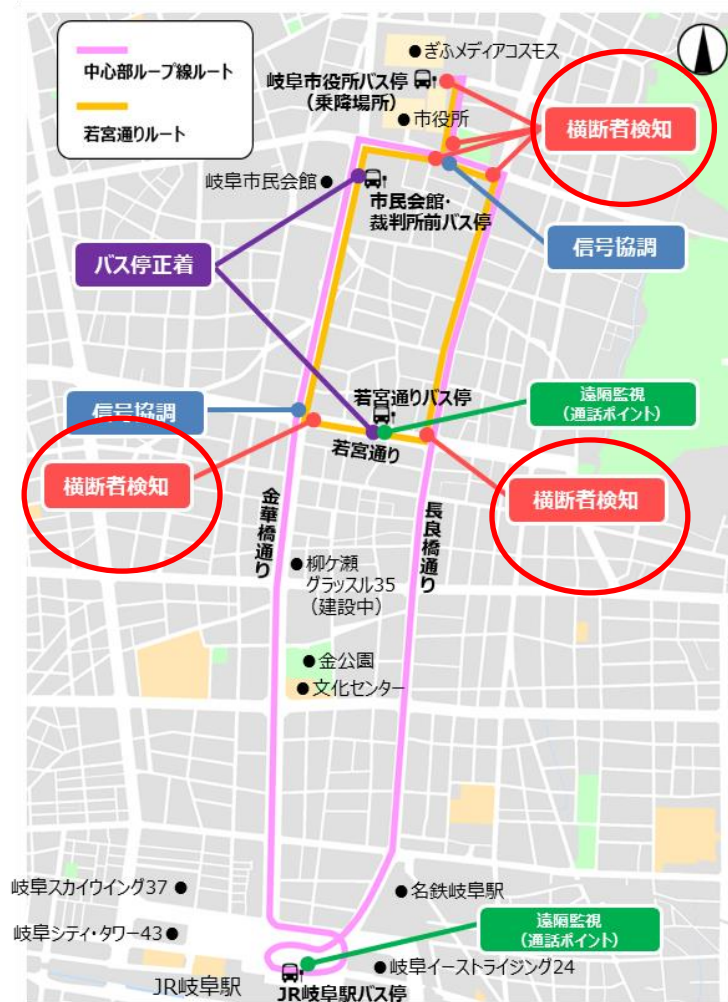 中心部ループ線ルート
若宮通りルート
●ぎふメディアコスモス
岐阜市役所バス停
(乗降場所)
●市役所
横断者検知
岐阜市民会館●
市民会館・
裁判所前バス停
信号協調
バス停正着
若宮通りバス停
遠隔監視
(通話ポイント)
信号協調
若宮通り
横断者検知
横断者検知
金華橋通り
長良橋通り
●柳ケ瀬
グラッスル35
(建設中)
●金公園
●文化センター
岐阜スカイウイング37 ●
●名鉄岐阜駅
岐阜シティ・タワー43●
遠隔監視
(通話ポイント)
●岐阜イーストライジング24
JR岐阜駅
JR岐阜駅バス停